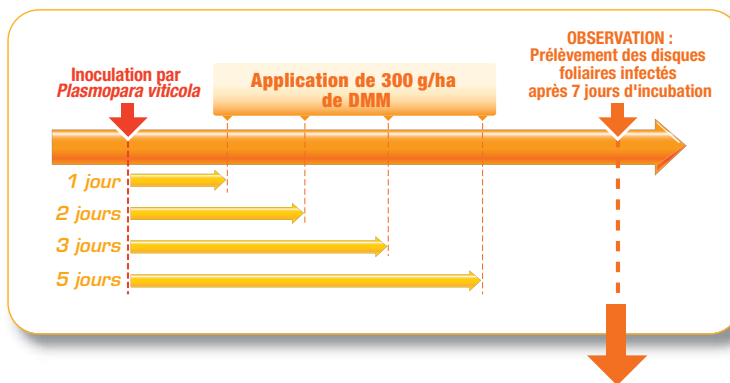 Inoculation par
Plasmopara viticola
Application de 300 g/ha
de DMM
OBSERVATION :
Prélèvement des disques
foliaires infectés
après 7 jours d'incubation
1 jour
2 jours
3 jours
5 jours